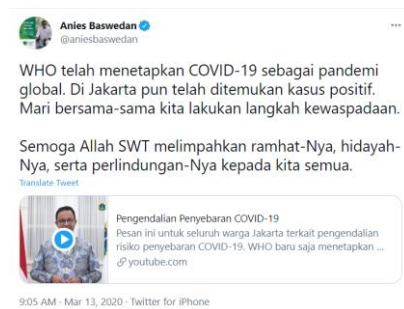 Anies Baswedan
@aniesbaswedan
WHO telah menetapkan COVID-19 sebagai pandemi
global. Di Jakarta pun telah ditemukan kasus positif.
Mari bersama-sama kita lakukan langkah kewaspadaan.
Semoga Allah SWT melimpahkan ramhat-Nya, hidayah-
Nya, serta perlindungan-Nya kepada kita semua.
Translate Tweet
Pengendalian Penyebaran COVID-19
Pesan ini untuk seluruh warga Jakarta terkait pengendalian
risiko penyebaran COVID-19. WHO baru saja menetapkan ...
youtube.com
9:05 AM · Mar 13, 2020 · Twitter for iPhone